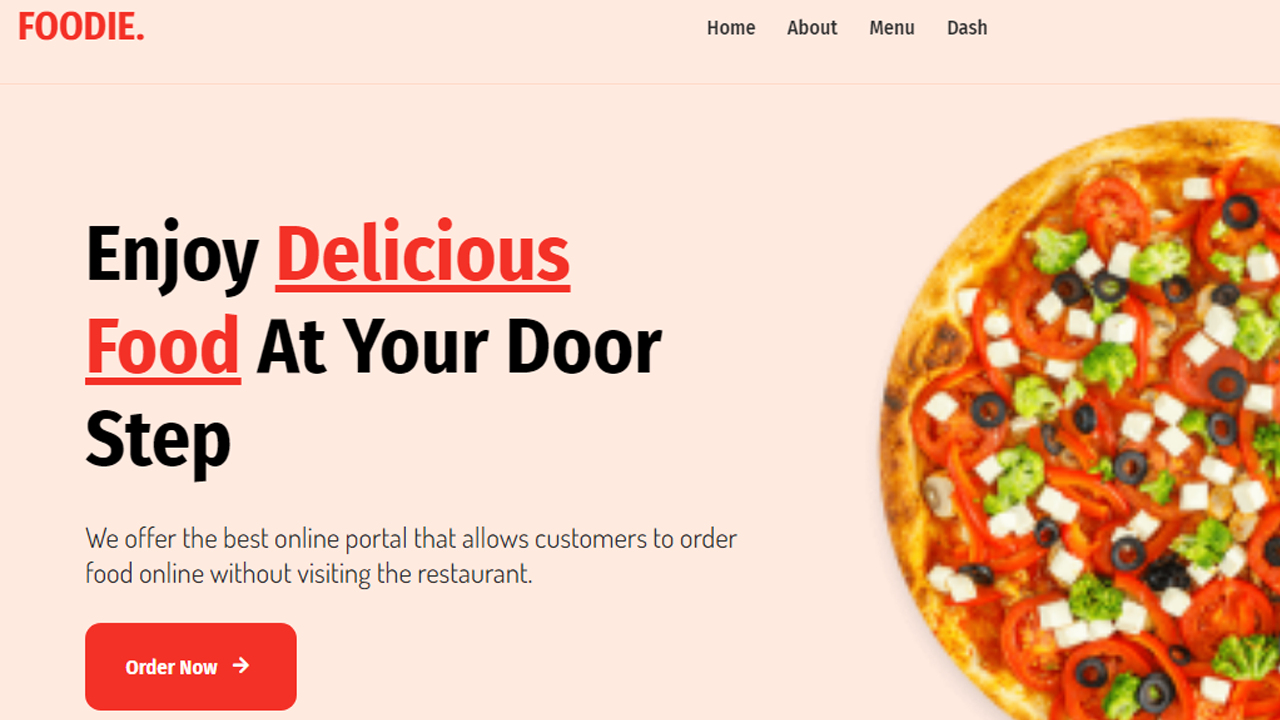 FOODIE.
Home About Menu Dash
Enjoy Delicious
Food At Your Door
Step
We offer the best online portal that allows customers to order
food online without visiting the restaurant.
Order Now